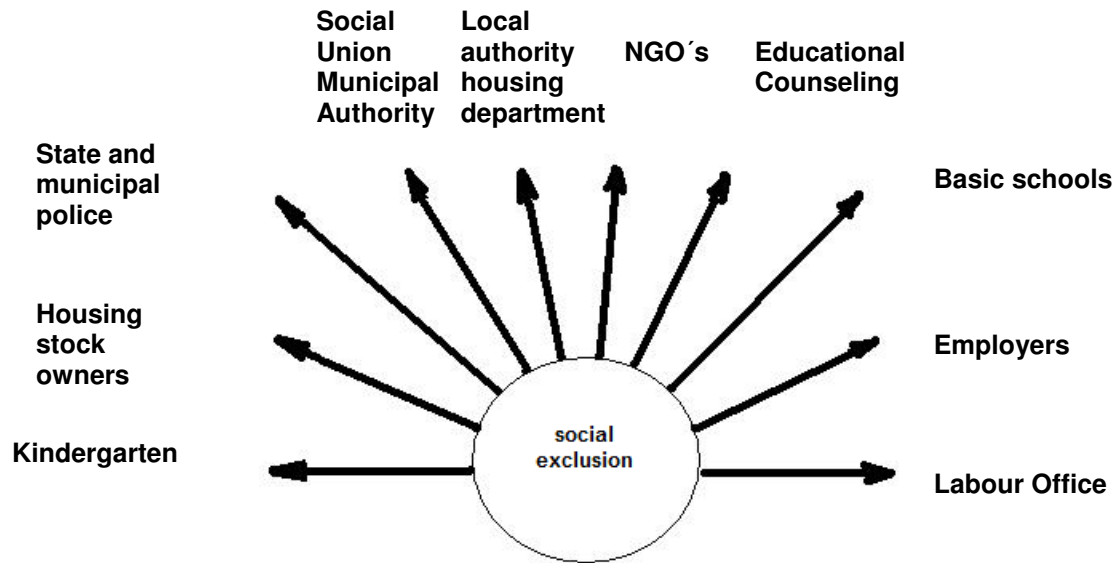 Social
Union
Municipal
Authority
Local
authority
housing
department
NGO´s
Educational
Counseling
State and
municipal
police
Basic schools
Housing
stock
owners
Employers
social
exclusion
Kindergarten
Labour Office